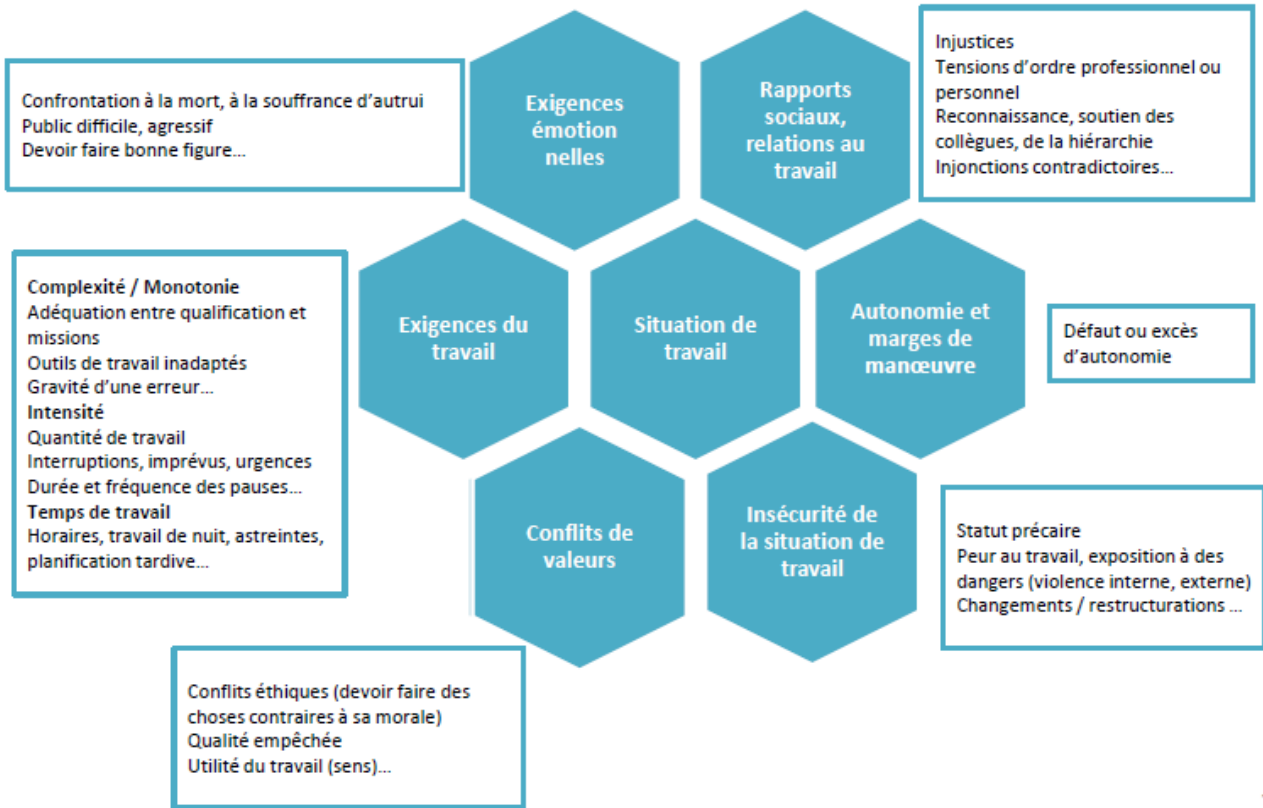 Confrontation à la mort, à la souffrance d'autrui
Public difficile, agressif
Devoir faire bonne figure...
Exigences
émotion
nelles
Rapports
sociaux,
relations au
travail
Injustices
Tensions d'ordre professionnel ou
personnel
Reconnaissance, soutien des
collègues, de la hiérarchie
Injonctions contradictoires...
Complexité / Monotonie
Adéquation entre qualification et
missions
Outils de travail inadaptés
Gravité d'une erreur...
Intensité
Quantité de travail
Interruptions, imprévus, urgences
Durée et fréquence des pauses...
Temps de travail
Horaires, travail de nuit, astreintes,
planification tardive...
Exigences du
travail
Situation de
travail
Autonomie et
marges de
manœuvre
Défaut ou excès
d'autonomie
Conflits de
valeurs
Insécurité de
la situation de
travail
Statut précaire
Peur au travail, exposition à des
dangers (violence interne, externe)
Changements / restructurations ...
Conflits éthiques (devoir faire des
choses contraires à sa morale)
Qualité empêchée
Utilité du travail (sens)...